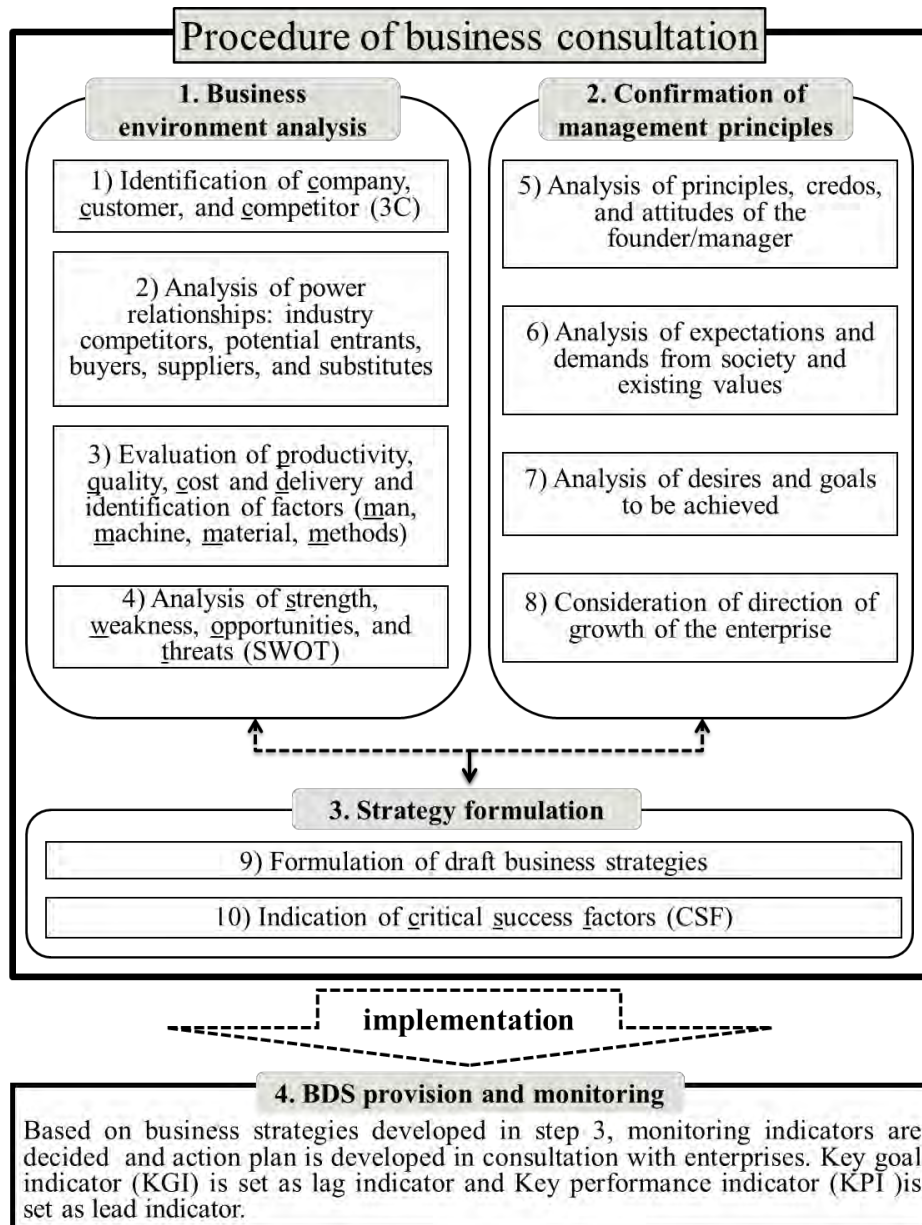 Procedure of business consultation
1. Business
environment analysis
1) Identification of company,
customer, and competitor (3C)
2) Analysis of power
relationships: industry
competitors, potential entrants,
buyers, suppliers, and substitutes
3) Evaluation of productivity,
quality, cost and delivery and
identification of factors (man,
machine, material, methods)
4) Analysis of strength,
weakness, opportunities, and
threats (SWOT)
2. Confirmation of
management principles
5) Analysis of principles, credos,
and attitudes of the
founder/manager
6) Analysis of expectations and
demands from society and
existing values
7) Analysis of desires and goals
to be achieved
8) Consideration of direction of
growth of the enterprise
3. Strategy formulation
9) Formulation of draft business strategies
10) Indication of critical success factors (CSF)
implementation
4. BDS provision and monitoring
Based on business strategies developed in step 3, monitoring indicators are
decided and action plan is developed in consultation with enterprises. Key goal
indicator (KGI) is set as lag indicator and Key performance indicator (KPI )is
set as lead indicator.